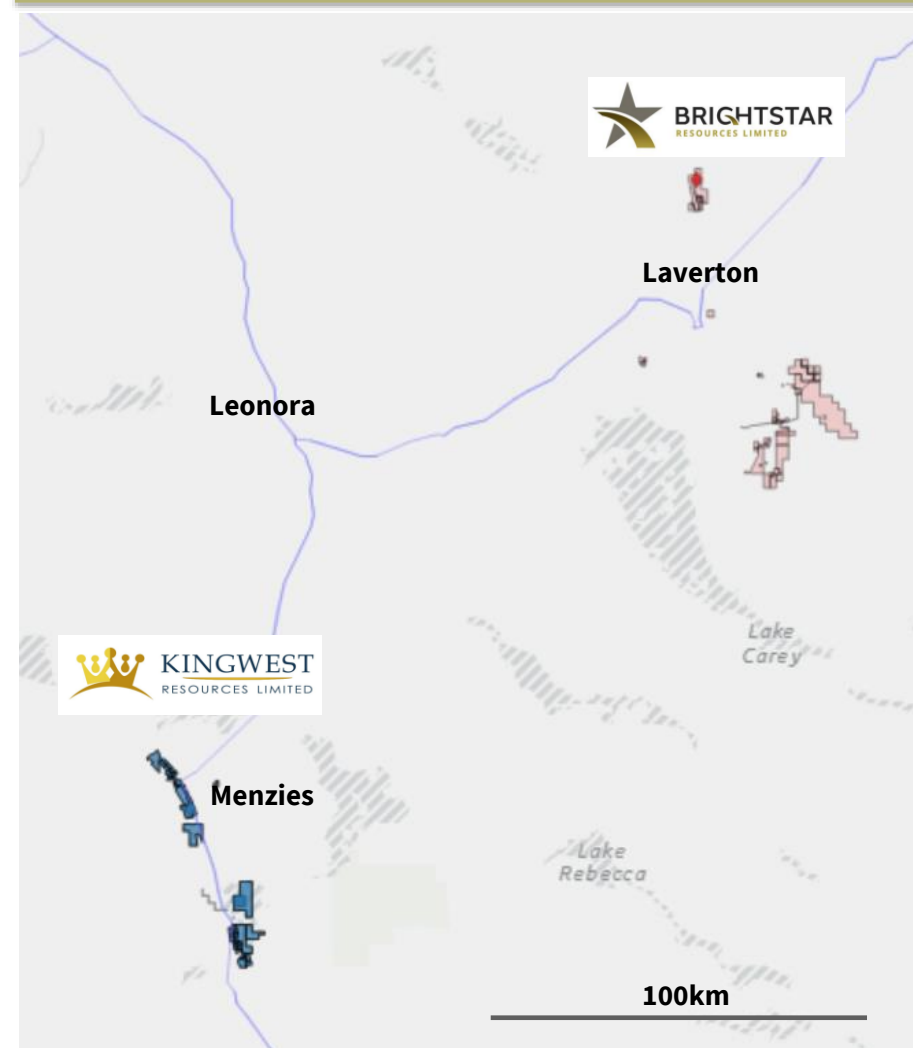 BRIGHTSTAR
RESOURCES LIMITED
Laverton
Leonora
Lake
Carey
KINGWEST
RESOURCES LIMITED
Menzies
Lake
Rebecca
100km